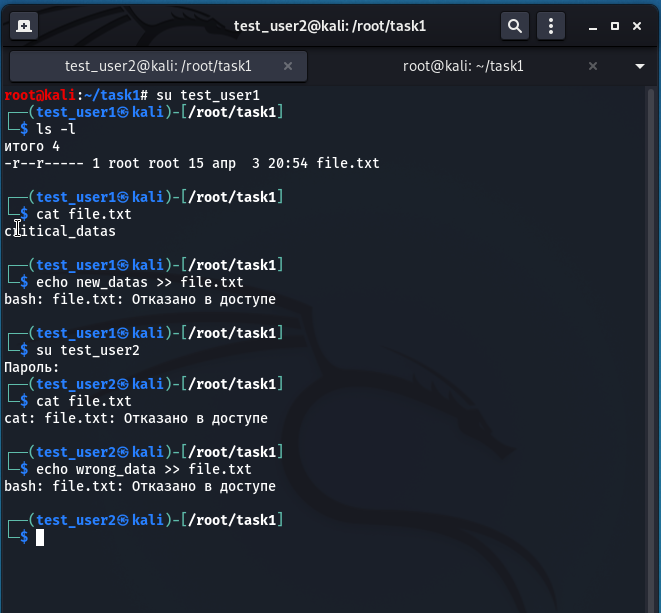 test_user2@kali: /root/task1
test_user2@kali: /root/task1
root@kali: ~/task1
root@kali:~/task1# su test_user1
┌──(test_user1㉿kali)-[/root/task1]
└─$ ls -l
итого 4
-r--r----- 1 root root 15 апр  3 20:54 file.txt
┌──(test_user1㉿kali)-[/root/task1]
└─$ cat file.txt
critical_datas
┌──(test_user1㉿kali)-[/root/task1]
└─$ echo new_datas >> file.txt
bash: file.txt: Отказано в доступе
┌──(test_user1㉿kali)-[/root/task1]
└─$ su test_user2
Пароль:
┌──(test_user2㉿kali)-[/root/task1]
└─$ cat file.txt
cat: file.txt: Отказано в доступе
┌──(test_user2㉿kali)-[/root/task1]
└─$ echo wrong_data >> file.txt
bash: file.txt: Отказано в доступе
┌──(test_user2㉿kali)-[/root/task1]
└─$